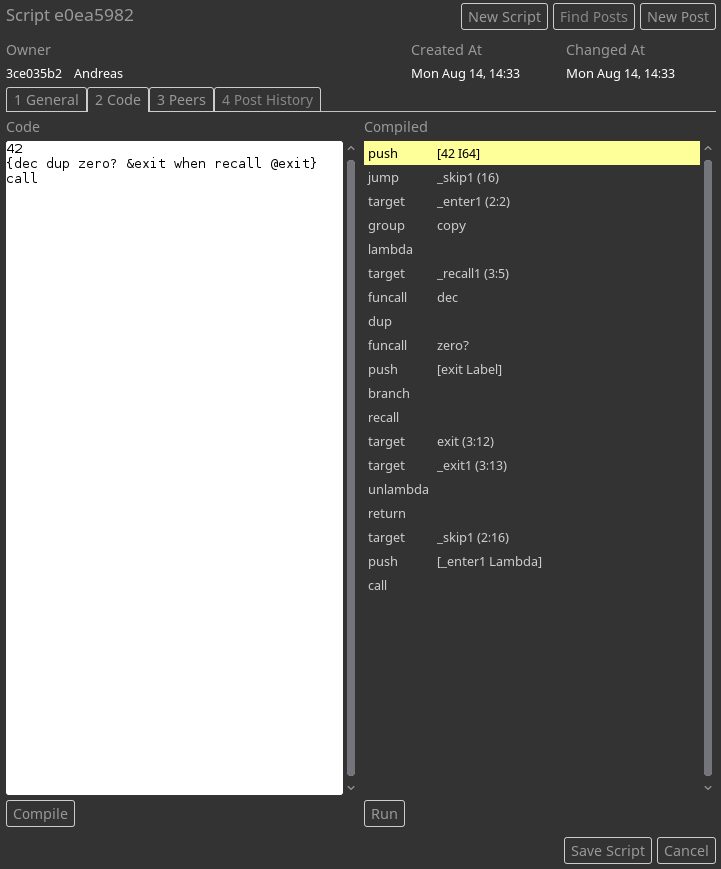 Script e0ea5982 New Script Find Posts New Post
Owner Created At Changed At
3ce035b2 Andreas Mon Aug 14, 14:33 Mon Aug 14, 14:33
1 General 2 Code 3 Peers 4 Post History
Code
42
{dec dup zero? &exit when recall @exit}
call
Compiled
push [42 I64]
jump _skip1 (16)
target _enter1 (2:2)
group copy
lambda
target _recall1 (3:5)
funcall dec
dup
funcall zero?
push [exit Label]
branch
recall
target exit (3:12)
target _exit1 (3:13)
unlambda
return
target _skip1 (2:16)
push [_enter1 Lambda]
call
Compile Run
Save Script Cancel